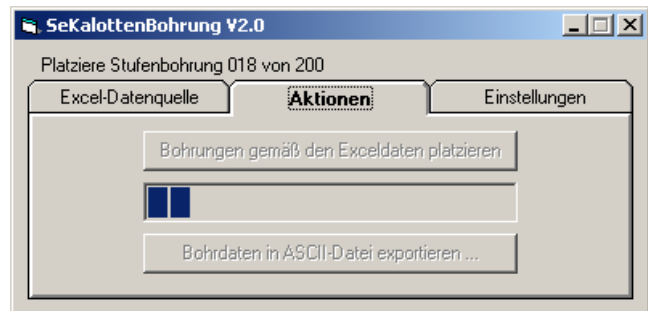 SeKalottenBohrung V2.0
Platziere Stufenbohrung 018 von 200
Excel-Datenquelle Aktionen Einstellungen
Bohrungen gemäß den Exceldaten platzieren
Bohrdaten in ASCII-Datei exportieren ...